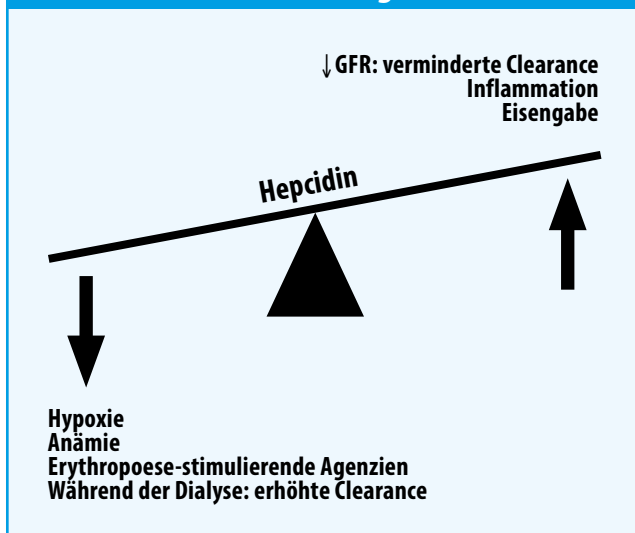 ↓GFR: verminderte Clearance
Inflammation
Eisengabe
Hepcidin
Hypoxie
Anämie
Erythropoese-stimulierende Agenzien
Während der Dialyse: erhöhte Clearance